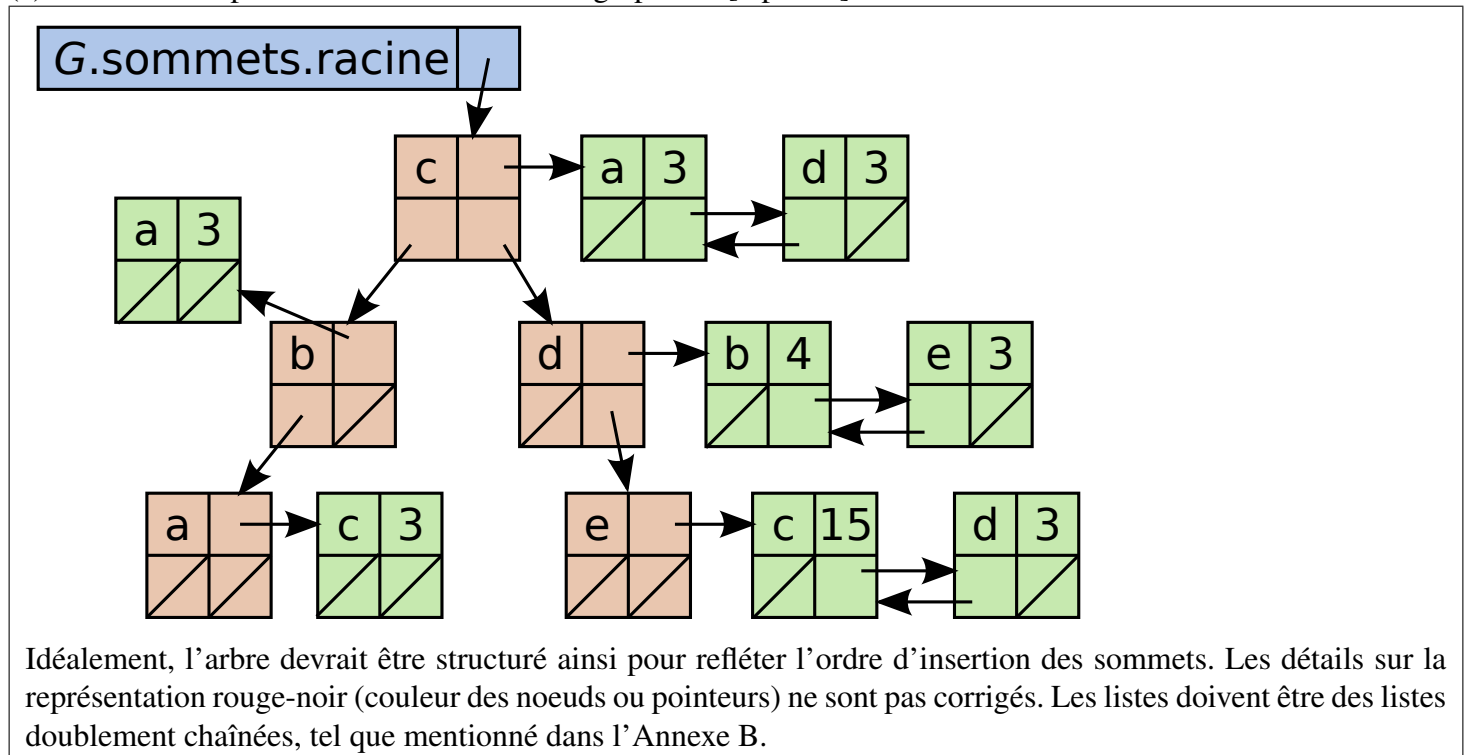 G.sommets.racine
c a 3 d 3
a 3
b d b 4 e 3
a c 3 e c 15 d 3
Idéalement, l'arbre devrait être structuré ainsi pour refléter l'ordre d'insertion des sommets. Les détails sur la
représentation rouge-noir (couleur des noeuds ou pointeurs) ne sont pas corrigés. Les listes doivent être des listes
doublement chaînées, tel que mentionné dans l'Annexe B.